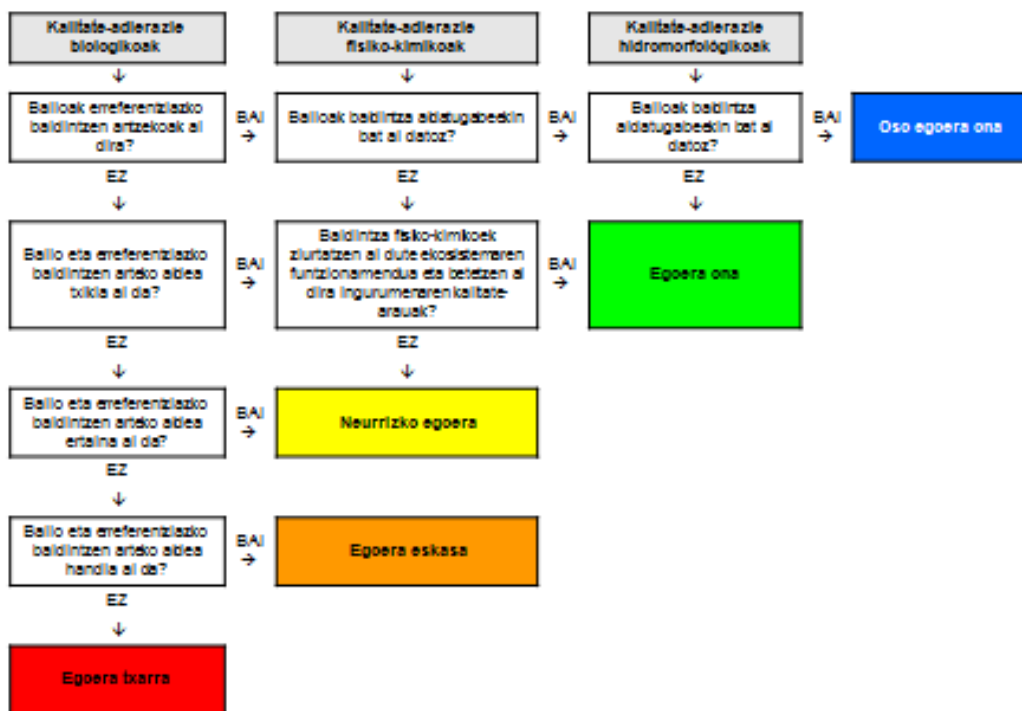 Kalitate-adierazle
biologikoak
Kalitate-adierazle
fisiko-kimikoak
Kalitate-adierazle
hidromorfologikoak
↓
↓
↓
Balioak erreferentziazko
baldintzen artekoak al
dira?
BAI
→
Balioak baldintza aldatugabeekin
bat al datoz?
BAI
→
Balioak baldintza
aldatugabeekin bat al
datoz?
BAI
→
Oso egoera ona
EZ
EZ
EZ
↓
↓
↓
Balio eta erreferentziazko
baldintzen arteko aldea
txikia al da?
BAI
→
Baldintza fisiko-kimikoek
ziurtatzen al dute ekosistemaren
funtzionamendua eta betetzen al
dira ingurumenaren kalitate-
arauak?
BAI
→
Egoera ona
EZ
EZ
↓
↓
Balio eta erreferentziazko
baldintzen arteko aldea
ertaina al da?
BAI
→
Neurrizko egoera
EZ
↓
Balio eta erreferentziazko
baldintzen arteko aldea
handia al da?
BAI
→
Egoera eskasa
EZ
↓
Egoera txarra